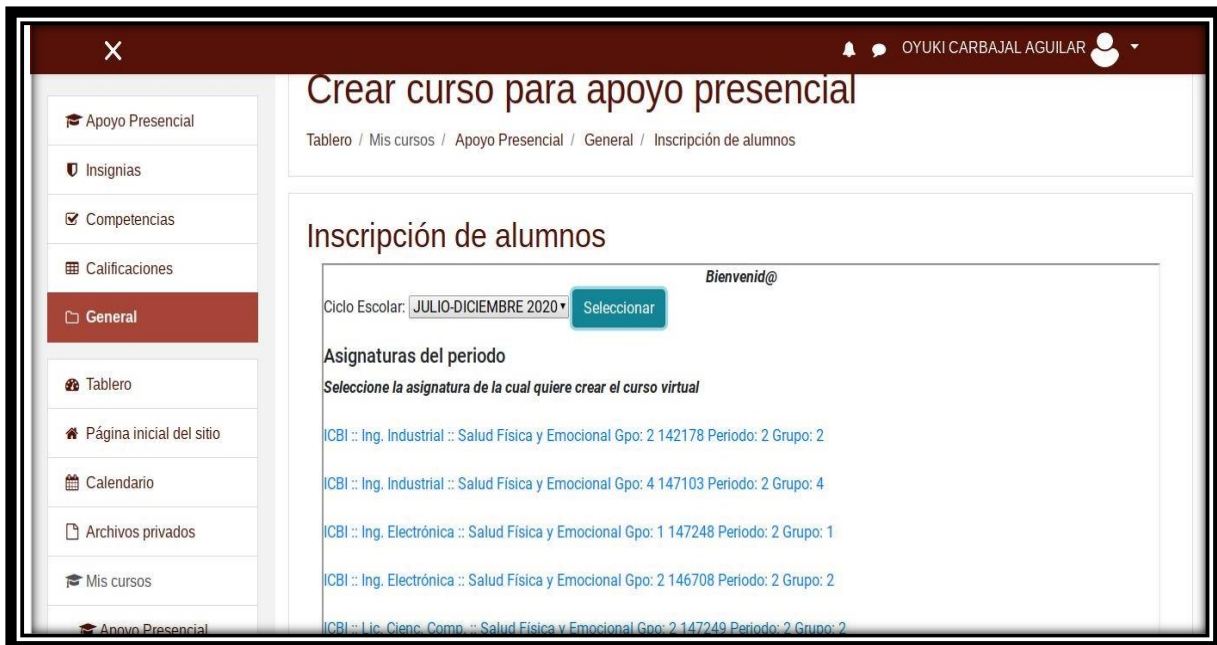 OYUKI CARBAJAL AGUILAR
Crear curso para apoyo presencial
Tablero / Mis cursos / Apoyo Presencial / General / Inscripción de alumnos
Apoyo Presencial
Insignias
Competencias
Calificaciones
General
Tablero
Página inicial del sitio
Calendario
Archivos privados
Mis cursos
Apoyo Presencial
Inscripción de alumnos
Bienvenid@
Ciclo Escolar: JULIO-DICIEMBRE 2020 Seleccionar
Asignaturas del periodo
Seleccione la asignatura de la cual quiere crear el curso virtual
ICBI :: Ing. Industrial :: Salud Física y Emocional Gpo: 2 142178 Periodo: 2 Grupo: 2
ICBI :: Ing. Industrial :: Salud Física y Emocional Gpo: 4 147103 Periodo: 2 Grupo: 4
ICBI :: Ing. Electrónica :: Salud Física y Emocional Gpo: 1 147248 Periodo: 2 Grupo: 1
ICBI :: Ing. Electrónica :: Salud Física y Emocional Gpo: 2 146708 Periodo: 2 Grupo: 2
ICBI :: Lic. Cienc. Comp. :: Salud Física y Emocional Gpo: 2 147249 Periodo: 2 Grupo: 2